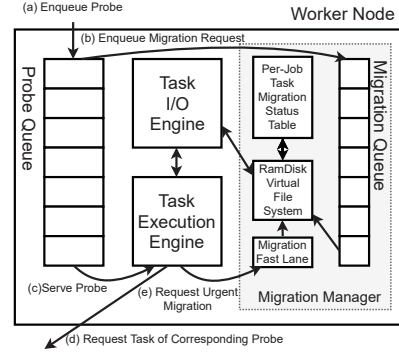 (a) Enqueue Probe
Worker Node
(b) Enqueue Migration Request
Probe Queue
Task
I/O
Engine
Per-Job
Task
Migration
Status
Table
Migration Queue
RamDisk
Virtual
File
System
Task
Execution
Engine
Migration
Fast Lane
(c)Serve Probe
(e) Request Urgent
Migration
Migration Manager
(d) Request Task of Corresponding Probe